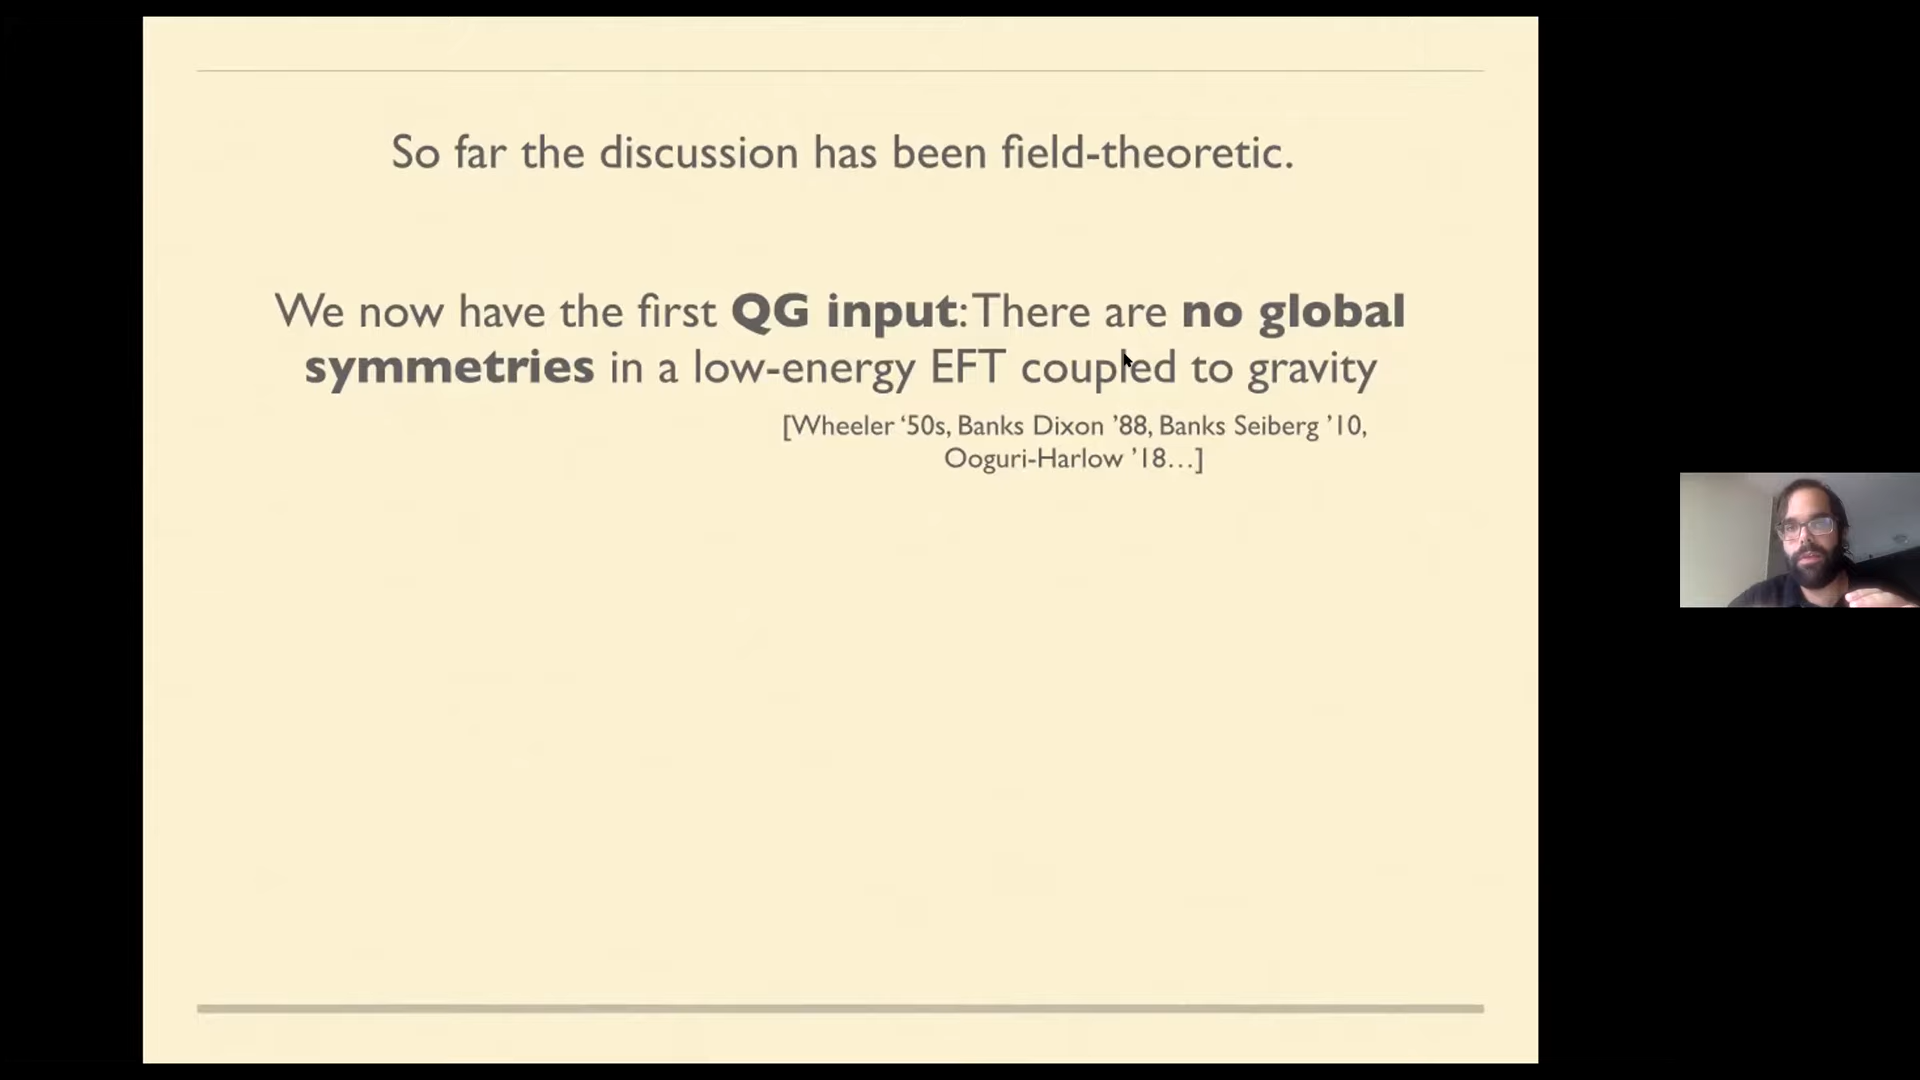 So far the discussion has been field-theoretic.
We now have the first QG input: There are no global
symmetries in a low-energy EFT coupled to gravity
[Wheeler ‘50s, Banks Dixon ’88, Banks Seiberg ’10,
Ooguri-Harlow ’18…]